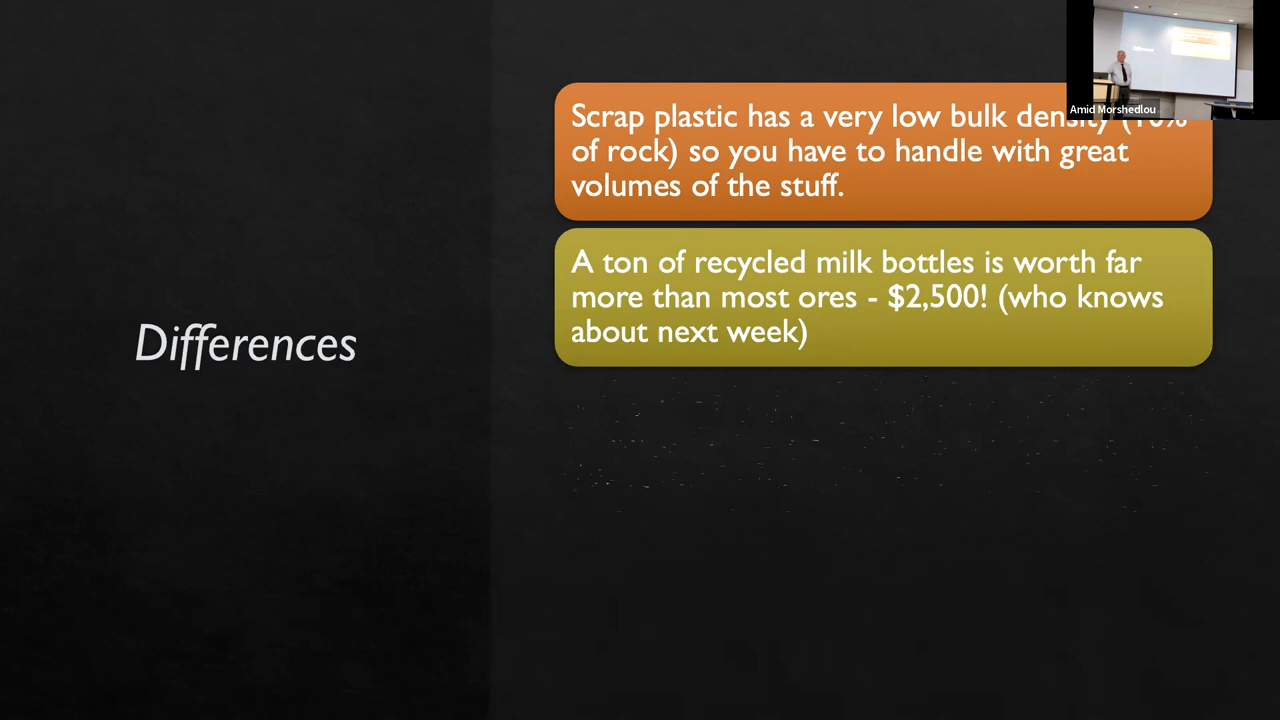 Differences
Scrap plastic has a very low bulk density (10%
of rock) so you have to handle with great
volumes of the stuff.
A ton of recycled milk bottles is worth far
more than most ores - $2,500! (who knows
about next week)
Amid Morshedlou